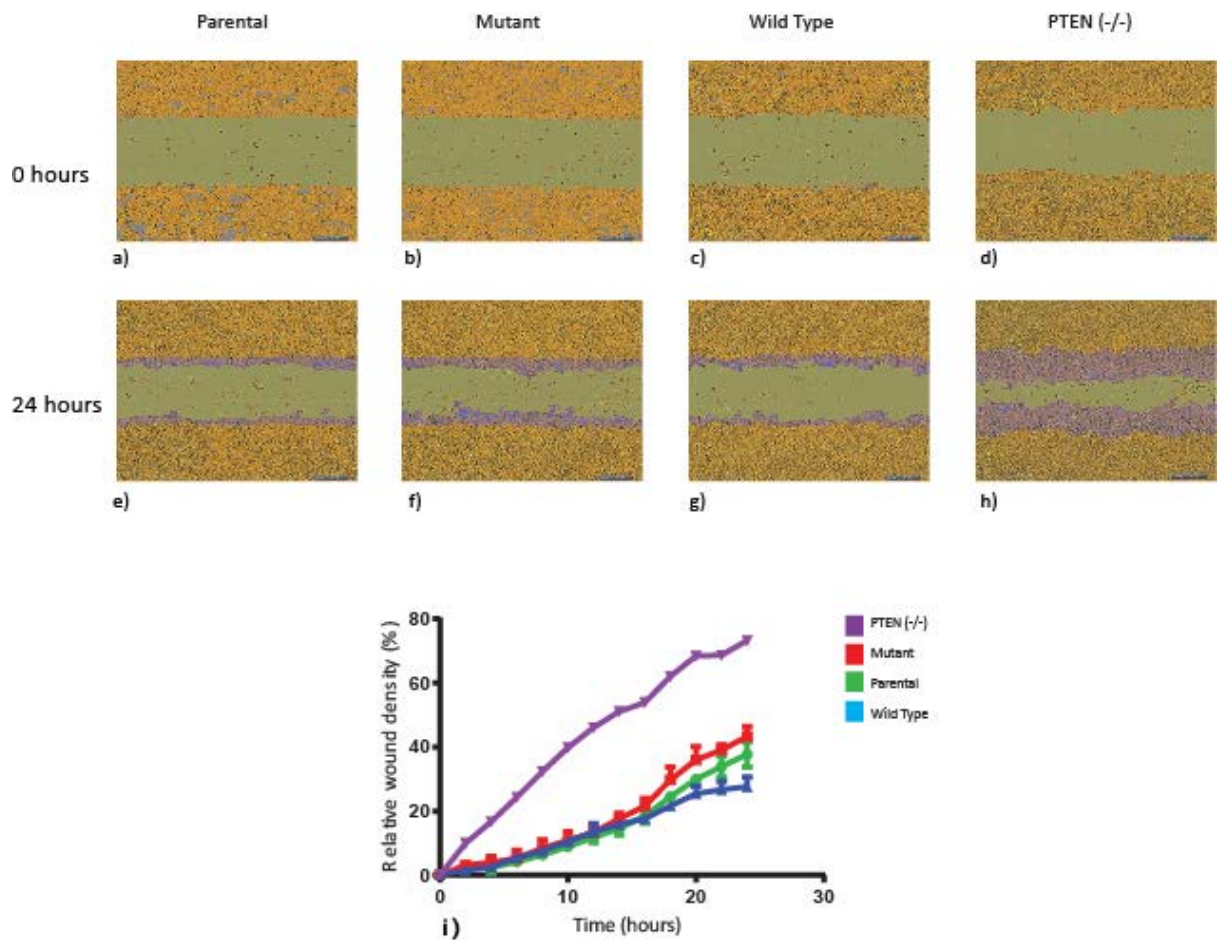 Parental Mutant Wild Type PTEN (-/-)
0 hours
a) b) c) d)
24 hours
e) f) g) h)
80
60
40
20
0
0 10 20 30
Relative wound density (%)
Time (hours)
i)
PTEN (-/-)
Mutant
Parental
Wild Type